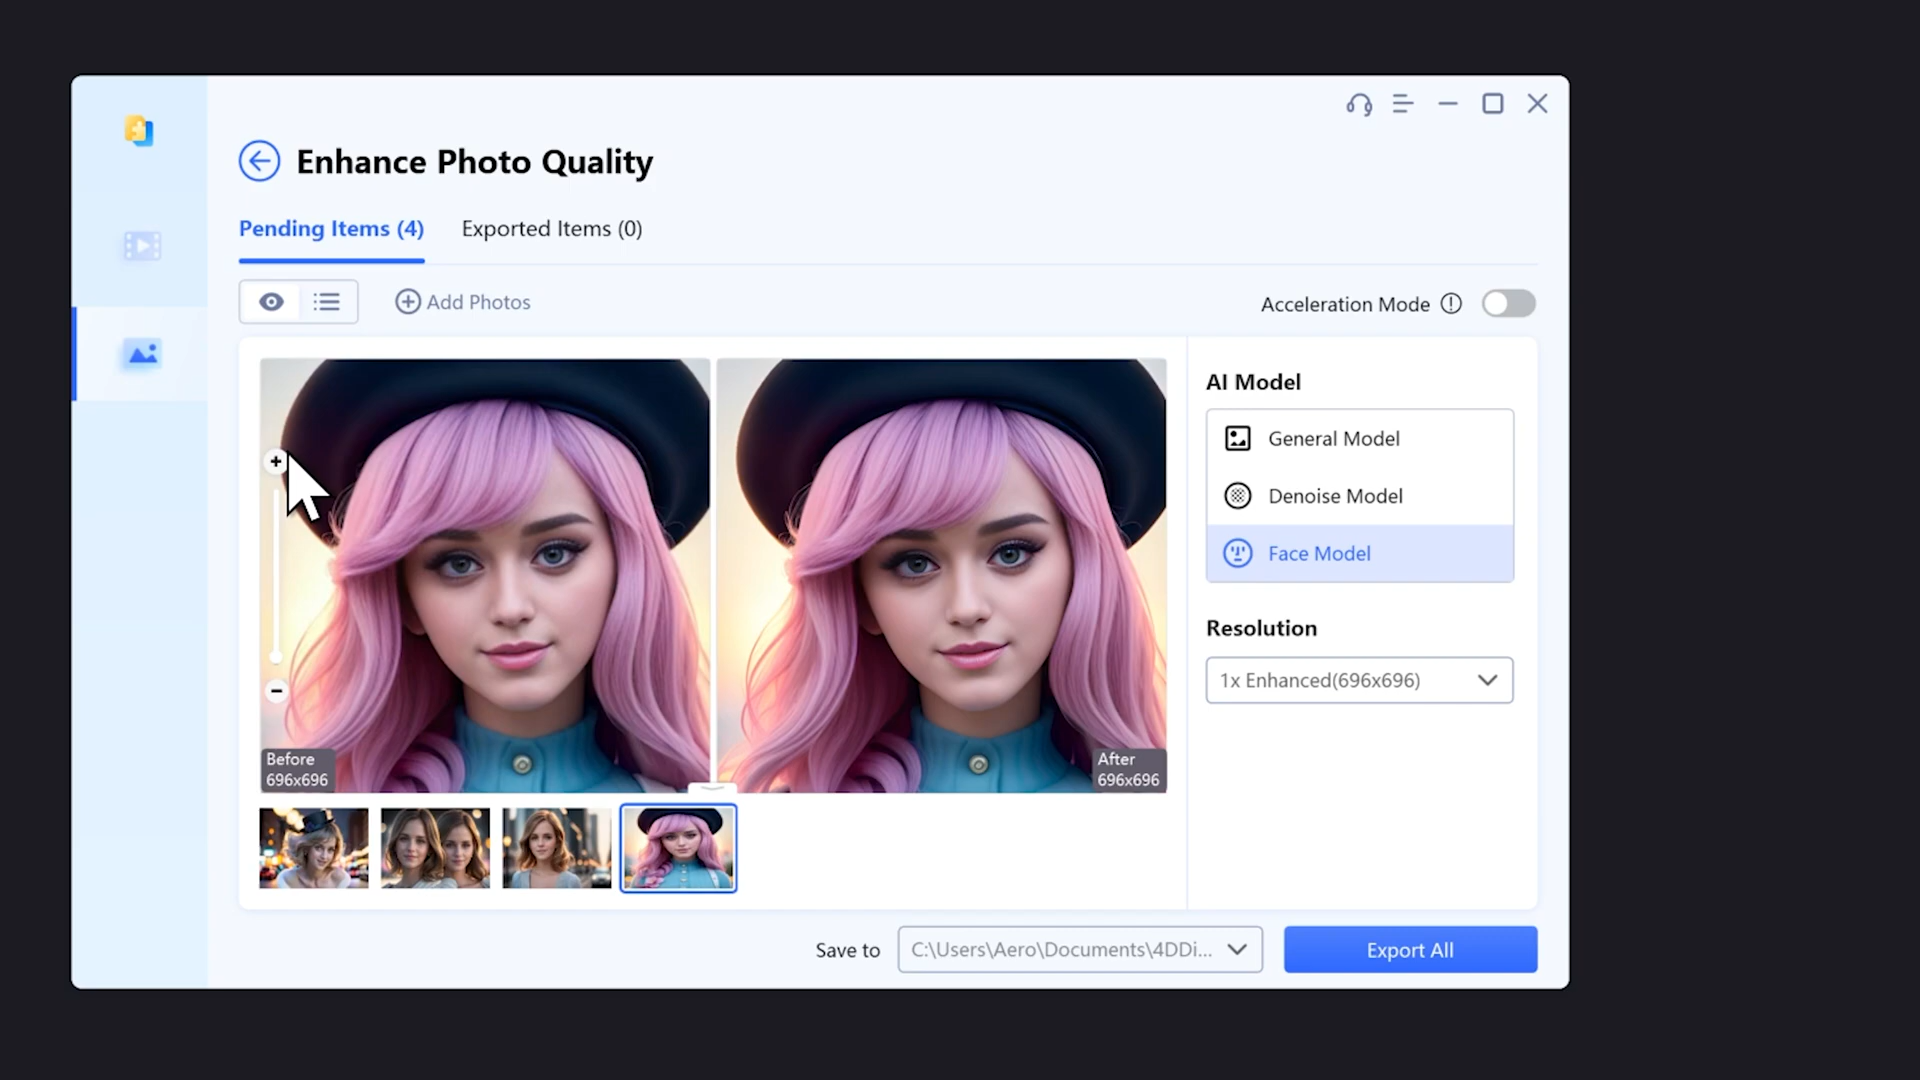 Enhance Photo Quality
Pending Items (4)
Exported Items (0)
Add Photos
Acceleration Mode
AI Model
General Model
Denoise Model
Face Model
Resolution
1x Enhanced(696x696)
Before
696x696
After
696x696
Save to
C:\Users\Aero\Documents\4DDi...
Export All